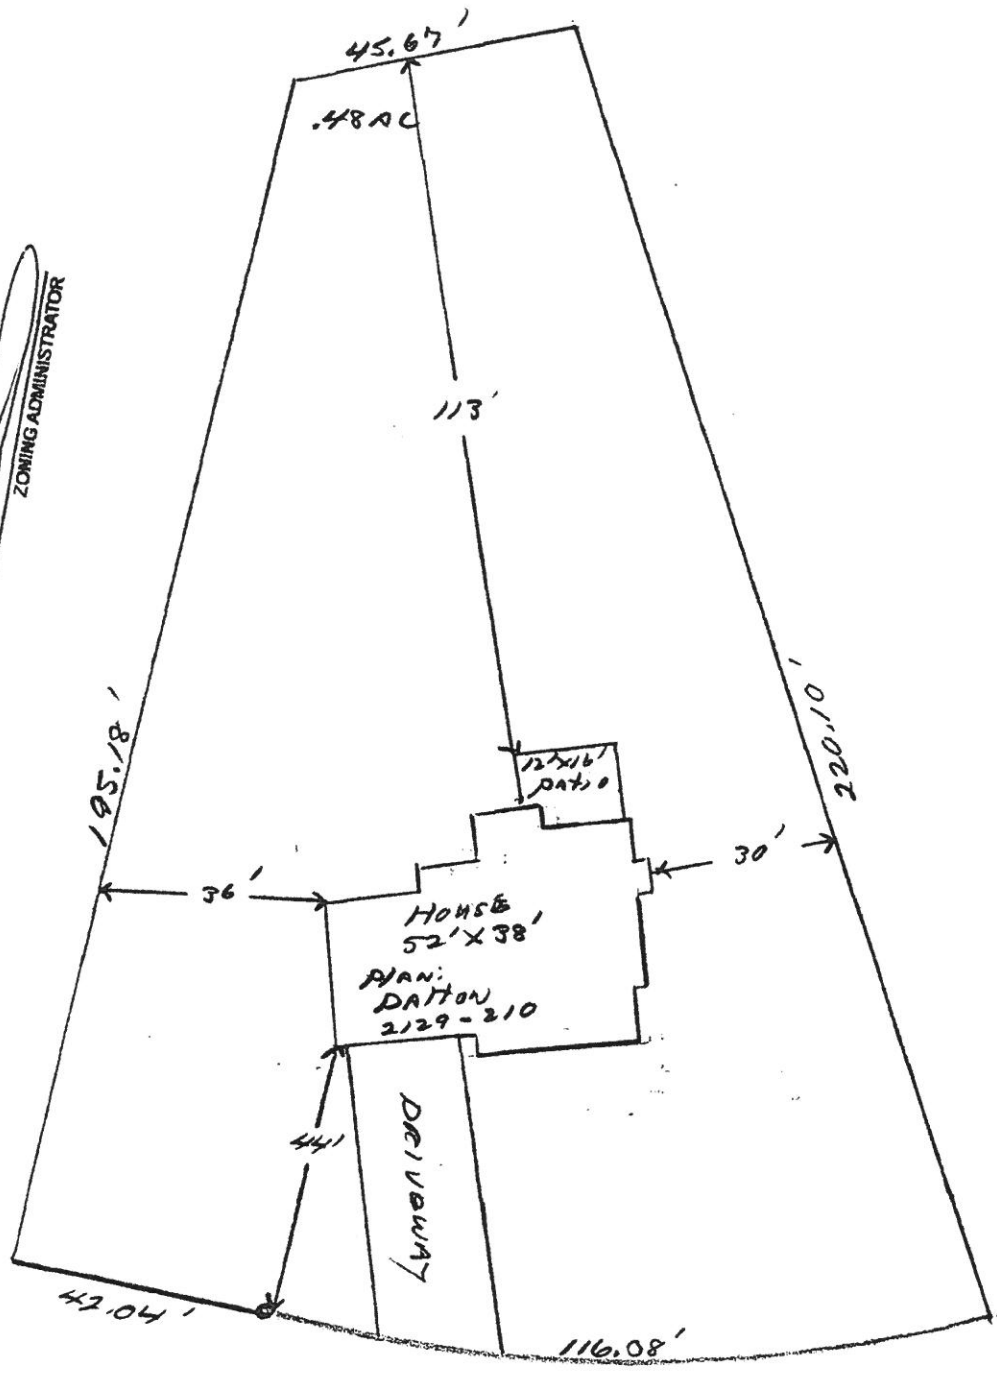 45.67'
.48 AC
ZONING ADMINISTRATOR
113'
195.18'
220.10'
12'X16'
PATIO
36'
30'
HOUSE
52'X38'
PLAN:
DALTON
2129-210
44'
DRIVEWAY
42.04'
116.08'